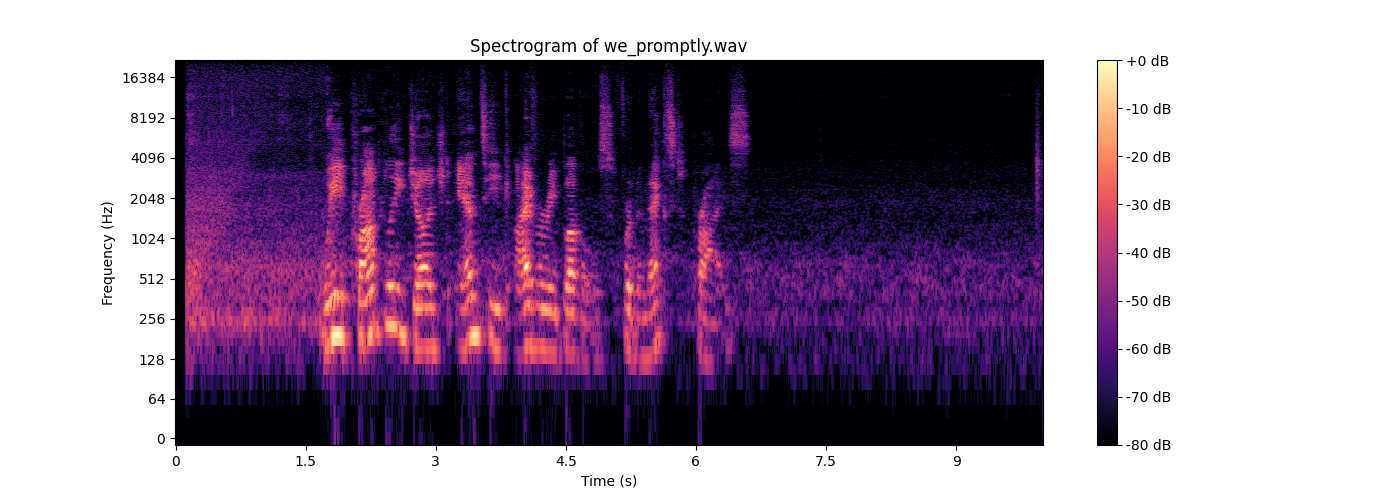 Spectrogram of we_promptly.wav
Frequency (Hz)
16384
8192
4096
2048
1024
512
256
128
64
0
0 1.5 3 4.5 6 7.5 9
Time (s)
+0 dB
-10 dB
-20 dB
-30 dB
-40 dB
-50 dB
-60 dB
-70 dB
-80 dB